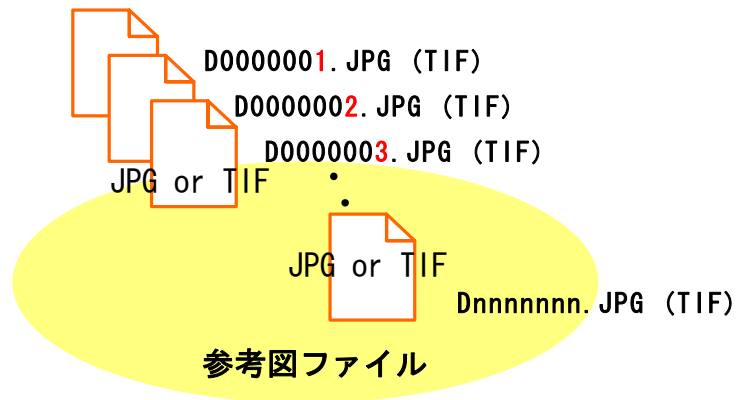 D0000001.JPG (TIF)
D0000002.JPG (TIF)
D0000003.JPG (TIF)
JPG or TIF
JPG or TIF
Dnnnnnnn.JPG (TIF)
参考図ファイル